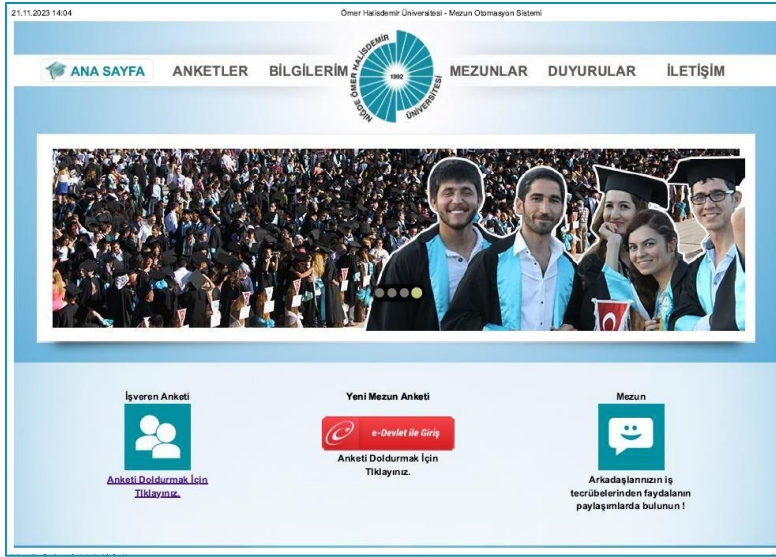 21.11.2023 14:04 Ömer Halisdemir Üniversitesi - Mezun Otomasyon Sistemi
ANA SAYFA ANKETLER BİLGİLERİM MEZUNLAR DUYURULAR İLETİŞİM
NİĞDE ÖMER HALİSDEMİR ÜNİVERSİTESİ
1992
İşveren Anketi
Anketi Doldurmak İçin
Tıklayınız.
Yeni Mezun Anketi
e-Devlet ile Giriş
Anketi Doldurmak İçin
Tıklayınız.
Mezun
Arkadaşlarınızın iş
tecrübelerinden faydalanın
paylaşımlarda bulunun !